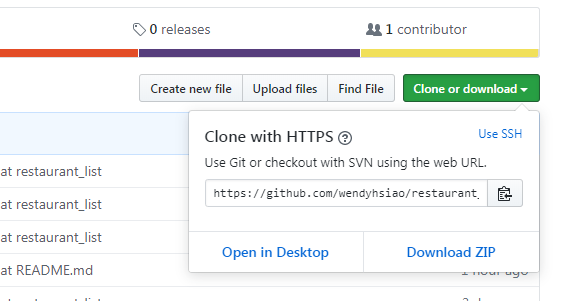 0 releases
1 contributor
Create new file
Upload files
Find File
Clone or download
Clone with HTTPS
Use SSH
Use Git or checkout with SVN using the web URL.
https://github.com/wendyhsiao/restaurant_
Open in Desktop
Download ZIP
at restaurant_list
at restaurant_list
at restaurant_list
at README.md
1 hour ago